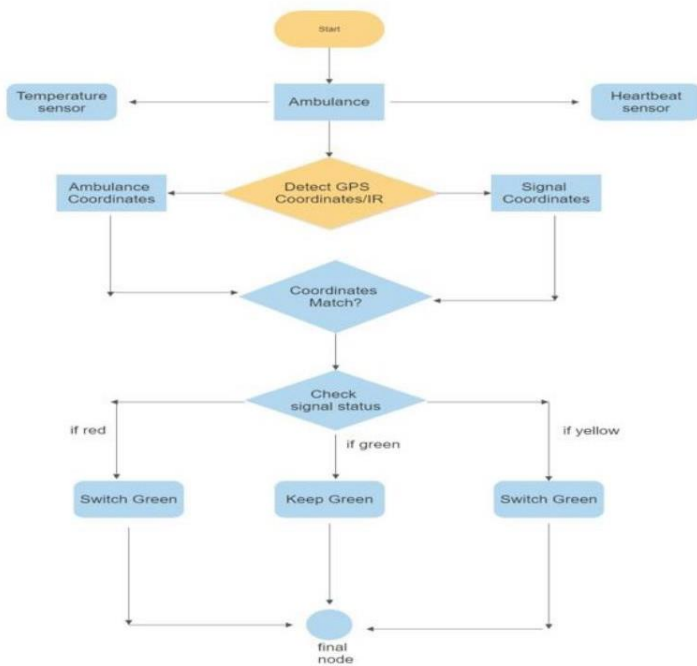 Start
Temperature
sensor
Ambulance
Heartbeat
sensor
Ambulance
Coordinates
Detect GPS
Coordinates/IR
Signal
Coordinates
Coordinates
Match?
Check
signal status
if red
if green
if yellow
Switch Green
Keep Green
Switch Green
final
node